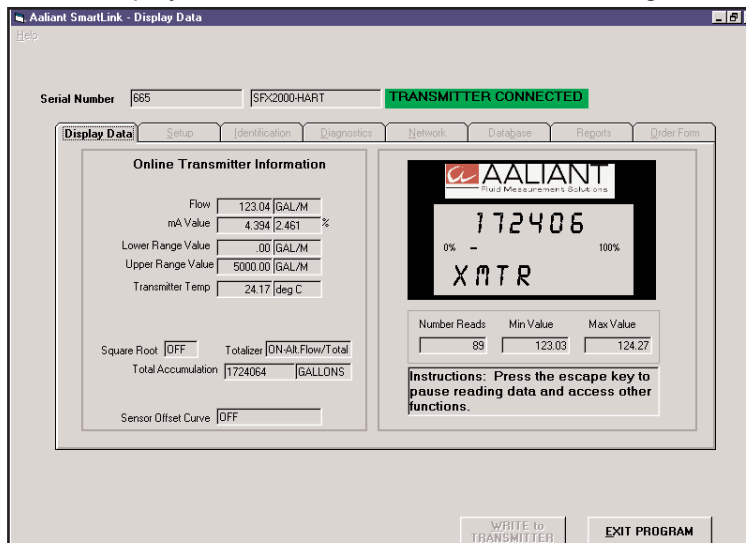 Aaliant SmartLink - Display Data
Help
Serial Number 665 SFX2000-HART TRANSMITTER CONNECTED
Display Data Setup Identification Diagnostics Network Database Reports Order Form
Online Transmitter Information
Flow 123.04 GAL/M
mA Value 4.394 2.461 %
Lower Range Value .00 GAL/M
Upper Range Value 5000.00 GAL/M
Transmitter Temp 24.17 deg C
Square Root OFF Totalizer ON-Alt.Flow/Total
Total Accumulation 1724064 GALLONS
Sensor Offset Curve OFF
AALIANT
Fluid Measurement Solutions
172406
0% 100%
XMTR
Number Reads Min Value Max Value
89 123.03 124.27
Instructions: Press the escape key to
pause reading data and access other
functions.
WRITE to
TRANSMITTER
EXIT PROGRAM